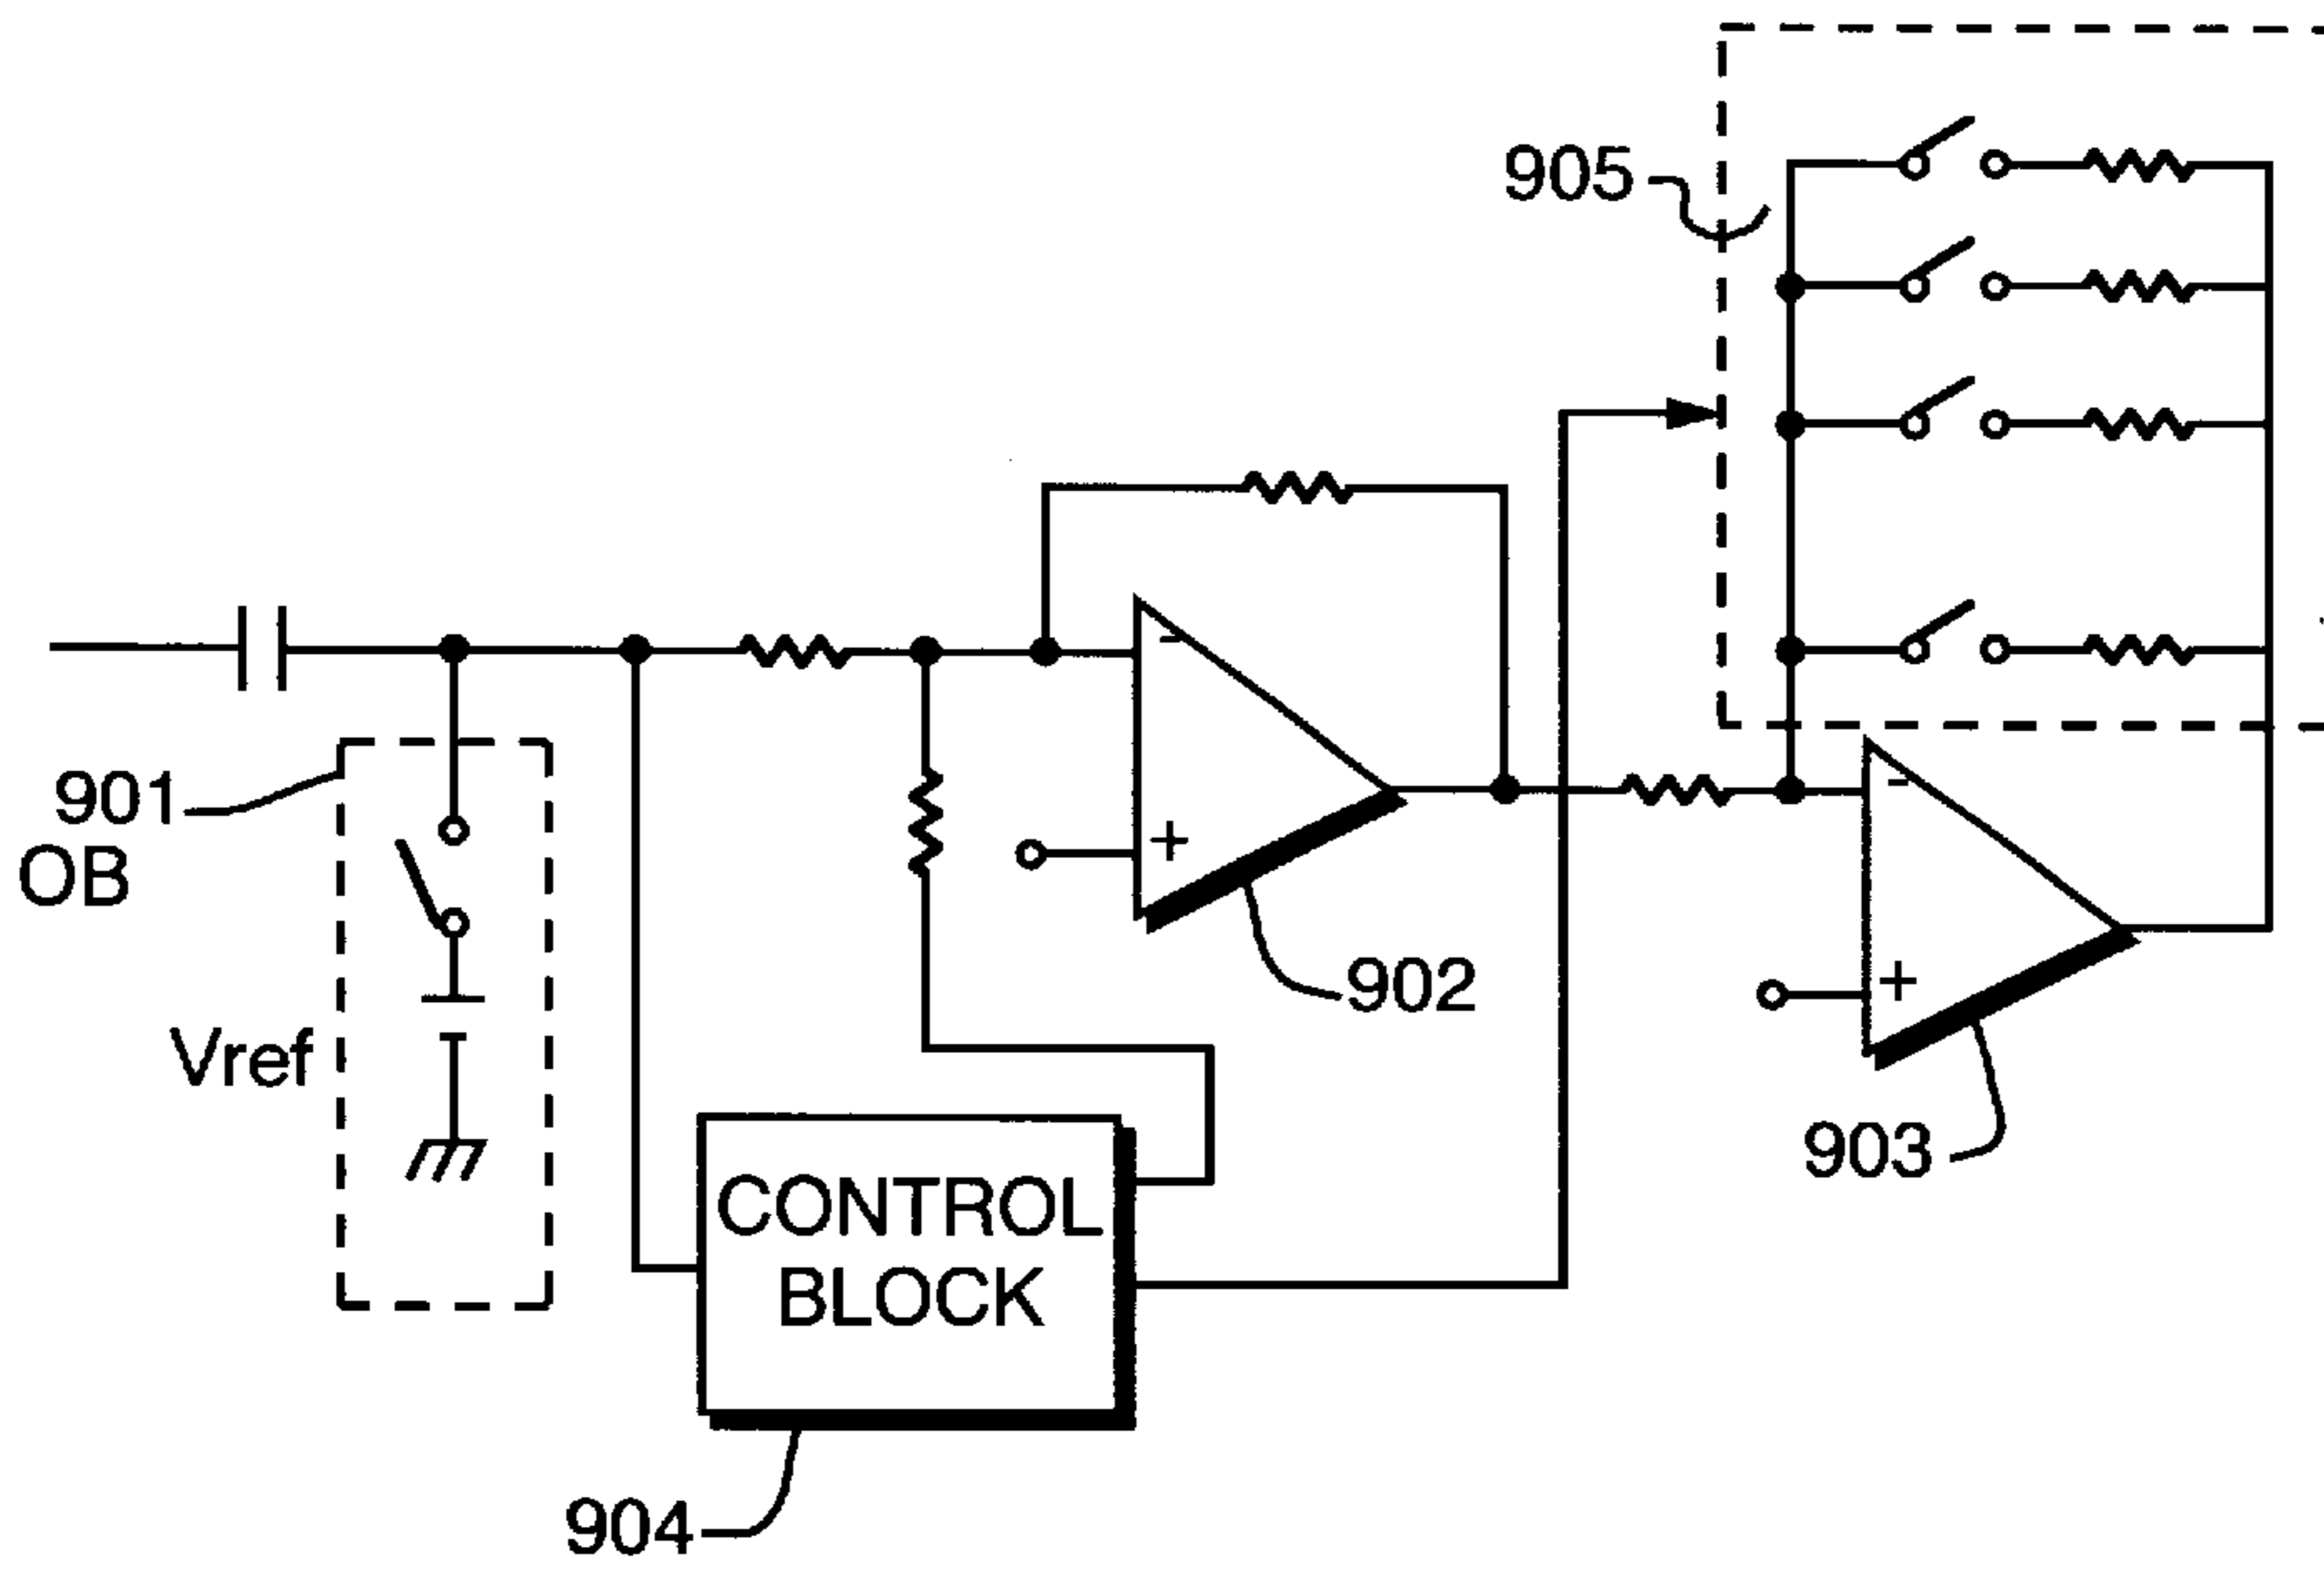 905
901
OB
Vref
-
+
902
-
+
903
CONTROL
BLOCK
904